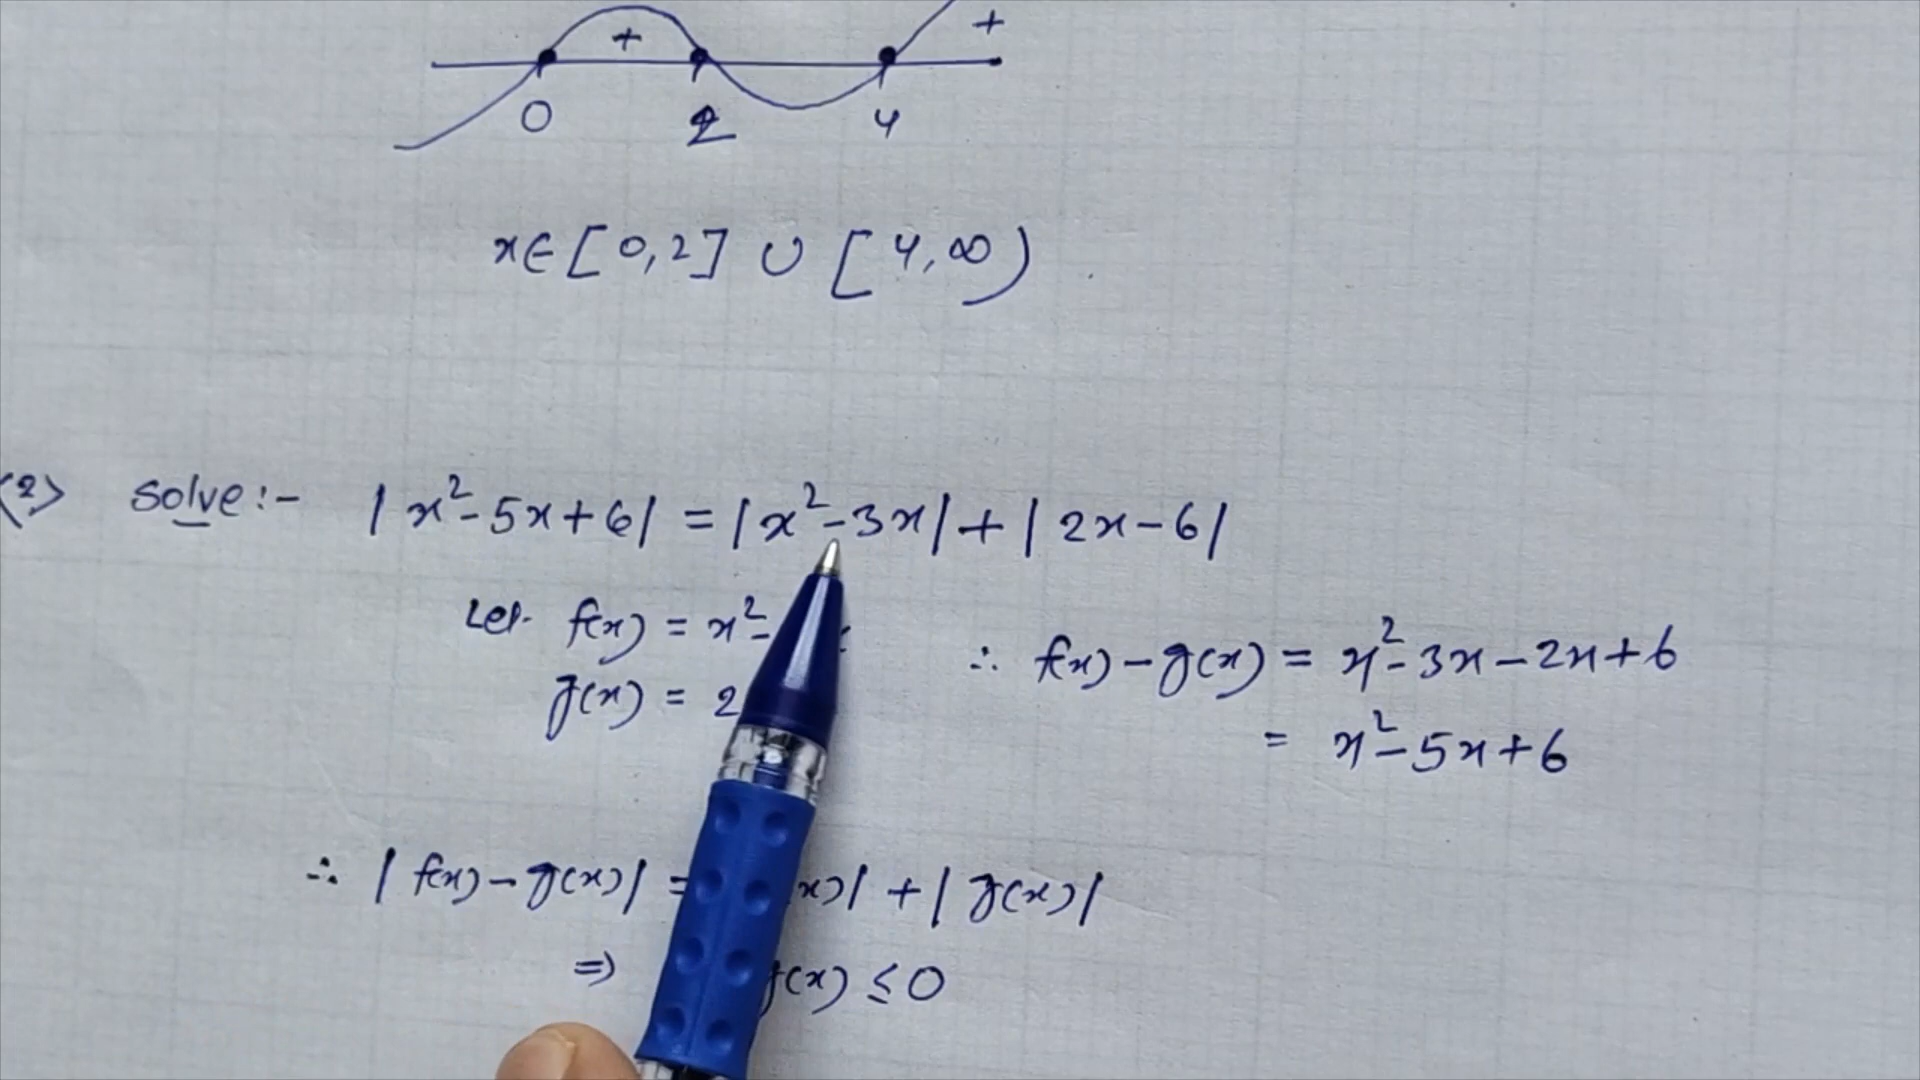 + +
0 2 4
x∈[0,2] ∪ [4,∞)
(2) Solve:- |x²-5x+6| = |x²-3x|+|2x-6|
Let f(x) = x²-
g(x) = 2
∴ f(x)-g(x) = x²-3x-2x+6
= x²-5x+6
∴ |f(x)-g(x)| = x)|+|g(x)|
⇒ (x) ≤0